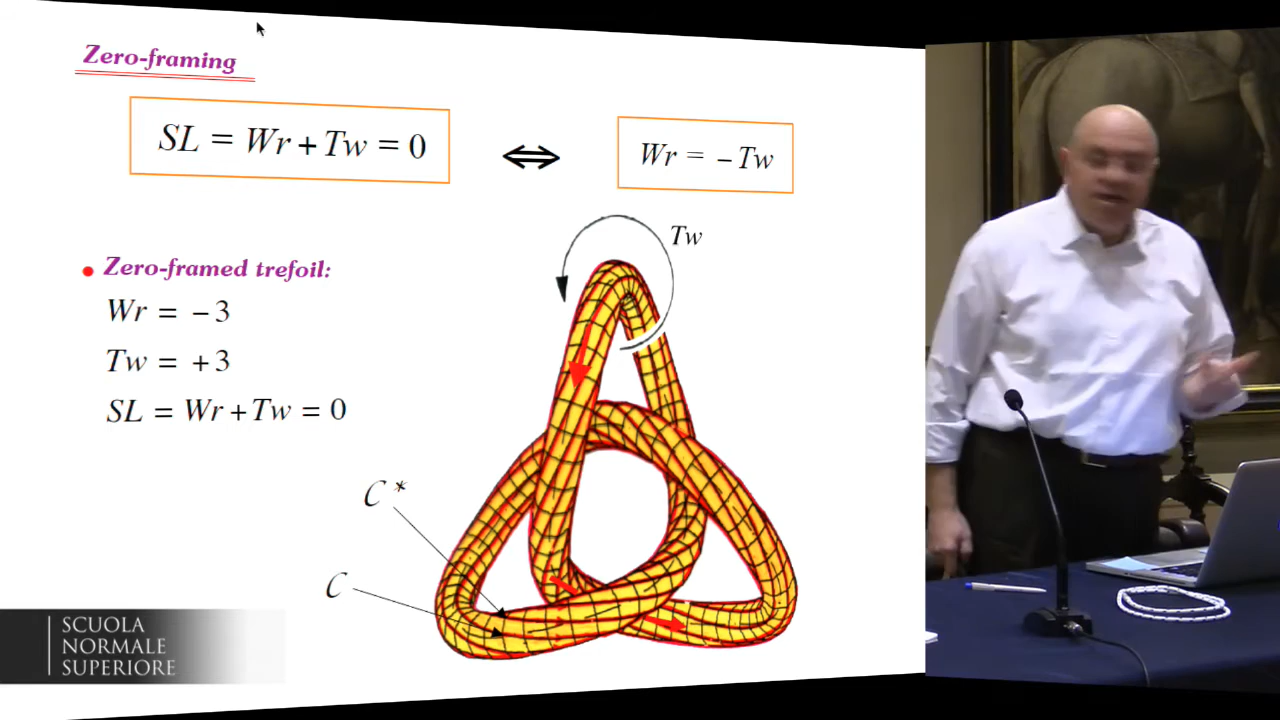 Zero-framing
SL = Wr + Tw = 0
⇔
Wr = – Tw
Tw
• Zero-framed trefoil:
Wr = – 3
Tw = + 3
SL = Wr + Tw = 0
C *
C
SCUOLA
NORMALE
SUPERIORE